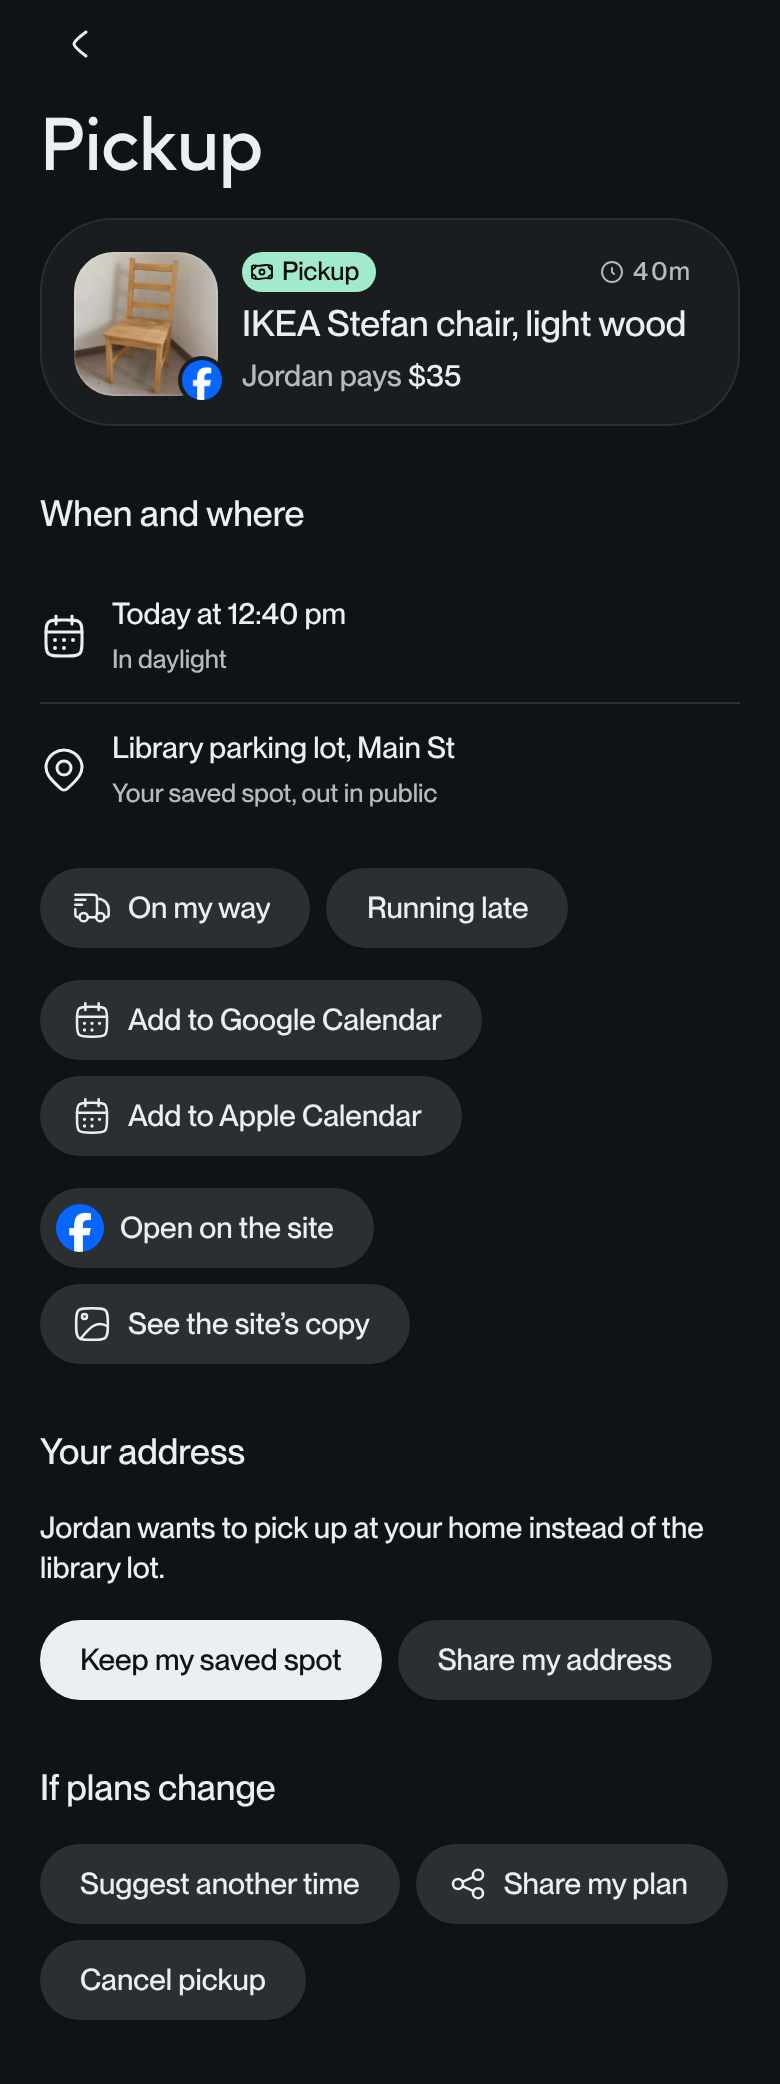 Pickup
Pickup
40m
IKEA Stefan chair, light wood
Jordan pays $35
When and where
Today at 12:40 pm
In daylight
Library parking lot, Main St
Your saved spot, out in public
On my way
Running late
Add to Google Calendar
Add to Apple Calendar
Open on the site
See the site’s copy
Your address
Jordan wants to pick up at your home instead of the
library lot.
Keep my saved spot
Share my address
If plans change
Suggest another time
Share my plan
Cancel pickup